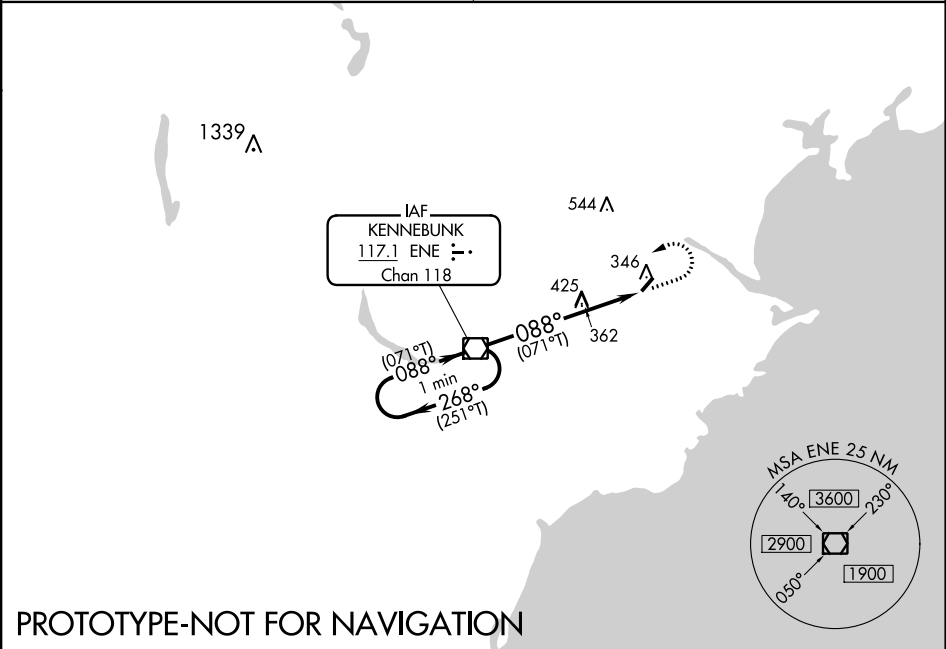 1339
544
IAF
KENNEBUNK
117.1 ENE
Chan 118
346
425
362
088°
(071°T)
(071°T)
088°
1 min
268°
(251°T)
MSA ENE 25 NM
140°
3600
230°
2900
1900
050°
PROTOTYPE-NOT FOR NAVIGATION